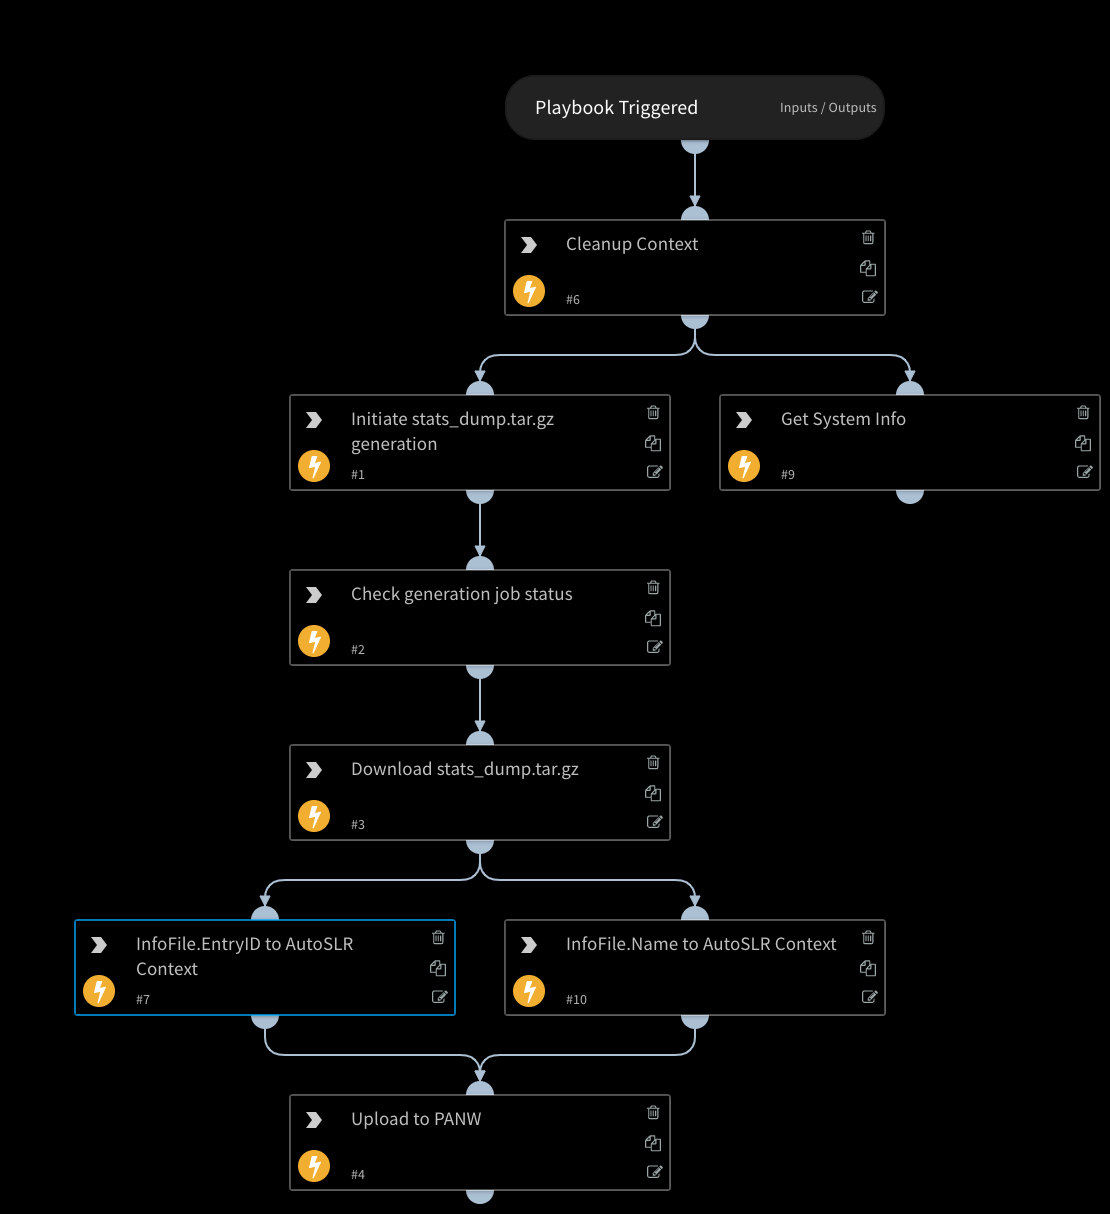 Playbook Triggered
Inputs / Outputs
Cleanup Context
#6
Initiate stats_dump.tar.gz
generation
#1
Get System Info
#9
Check generation job status
#2
Download stats_dump.tar.gz
#3
InfoFile.EntryID to AutoSLR
Context
#7
InfoFile.Name to AutoSLR Context
#10
Upload to PANW
#4